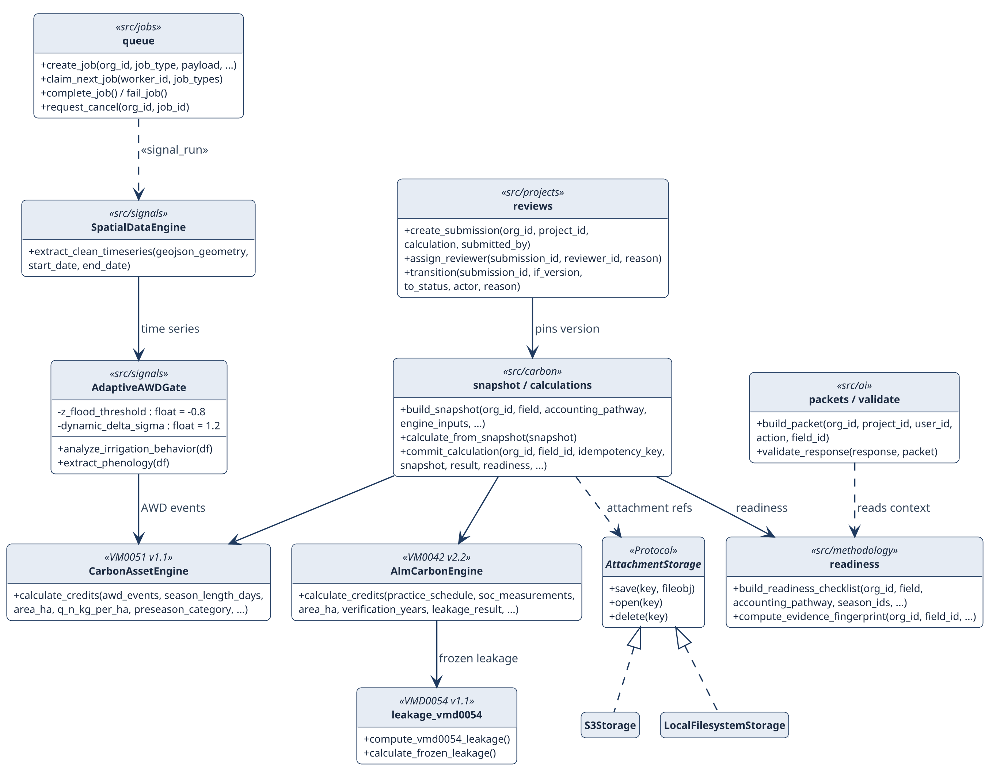 «src/jobs»
queue
+create_job(org_id, job_type, payload, ...)
+claim_next_job(worker_id, job_types)
+complete_job() / fail_job()
+request_cancel(org_id, job_id)
«signal_run»
«src/signals»
SpatialDataEngine
+extract_clean_timeseries(geojson_geometry,
start_date, end_date)
time series
«src/signals»
AdaptiveAWDGate
-z_flood_threshold : float = -0.8
-dynamic_delta_sigma : float = 1.2
+analyze_irrigation_behavior(df)
+extract_phenology(df)
AWD events
«src/projects»
reviews
+create_submission(org_id, project_id,
calculation, submitted_by)
+assign_reviewer(submission_id, reviewer_id, reason)
+transition(submission_id, if_version,
to_status, actor, reason)
pins version
«src/carbon»
snapshot / calculations
+build_snapshot(org_id, field, accounting_pathway,
engine_inputs, ...)
+calculate_from_snapshot(snapshot)
+commit_calculation(org_id, field_id, idempotency_key,
snapshot, result, readiness, ...)
attachment refs
readiness
«src/ai»
packets / validate
+build_packet(org_id, project_id, user_id,
action, field_id)
+validate_response(response, packet)
reads context
«VM0051 v1.1»
CarbonAssetEngine
+calculate_credits(awd_events, season_length_days,
area_ha, q_n_kg_per_ha, preseason_category, ...)
«VM0042 v2.2»
AlmCarbonEngine
+calculate_credits(practice_schedule, soc_measurements,
area_ha, verification_years, leakage_result, ...)
frozen leakage
«Protocol»
AttachmentStorage
+save(key, fileobj)
+open(key)
+delete(key)
«src/methodology»
readiness
+build_readiness_checklist(org_id, field,
accounting_pathway, season_ids, ...)
+compute_evidence_fingerprint(org_id, field_id, ...)
«VMD0054 v1.1»
leakage_vmd0054
+compute_vmd0054_leakage()
+calculate_frozen_leakage()
S3Storage
LocalFilesystemStorage